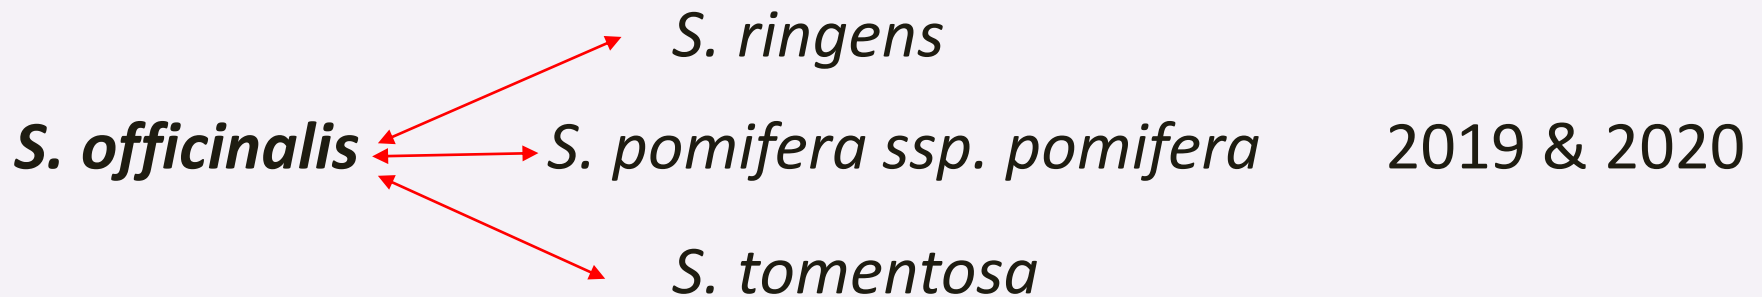 S. ringens
S. officinalis S. pomifera ssp. pomifera 2019 & 2020
S. tomentosa